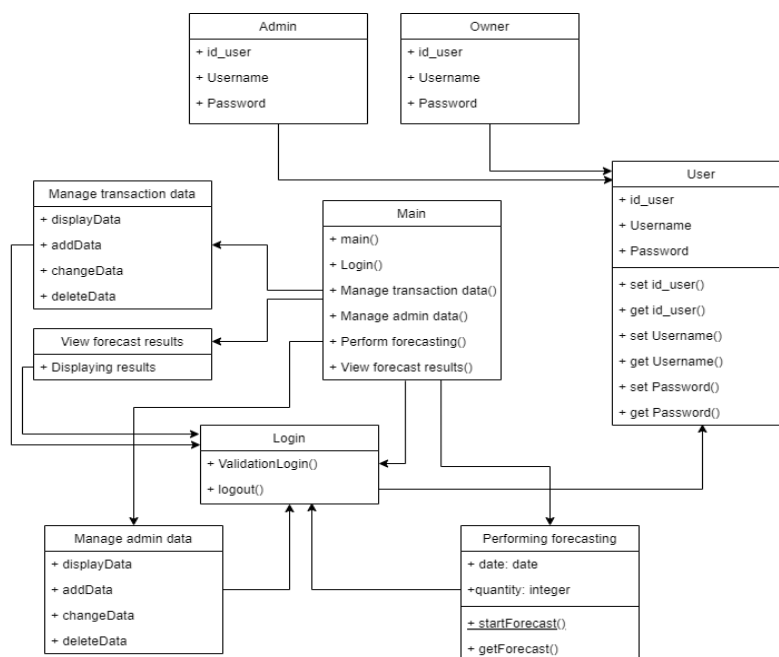 Admin
+ id_user
+ Username
+ Password
Owner
+ id_user
+ Username
+ Password
User
+ id_user
+ Username
+ Password
+ set id_user()
+ get id_user()
+ set Username()
+ get Username()
+ set Password()
+ get Password()
Manage transaction data
+ displayData
+ addData
+ changeData
+ deleteData
Main
+ main()
+ Login()
+ Manage transaction data()
+ Manage admin data()
+ Perform forecasting()
+ View forecast results()
View forecast results
+ Displaying results
Login
+ ValidationLogin()
+ logout()
Manage admin data
+ displayData
+ addData
+ changeData
+ deleteData
Performing forecasting
+ date: date
+quantity: integer
+ startForecast()
+ getForecast()